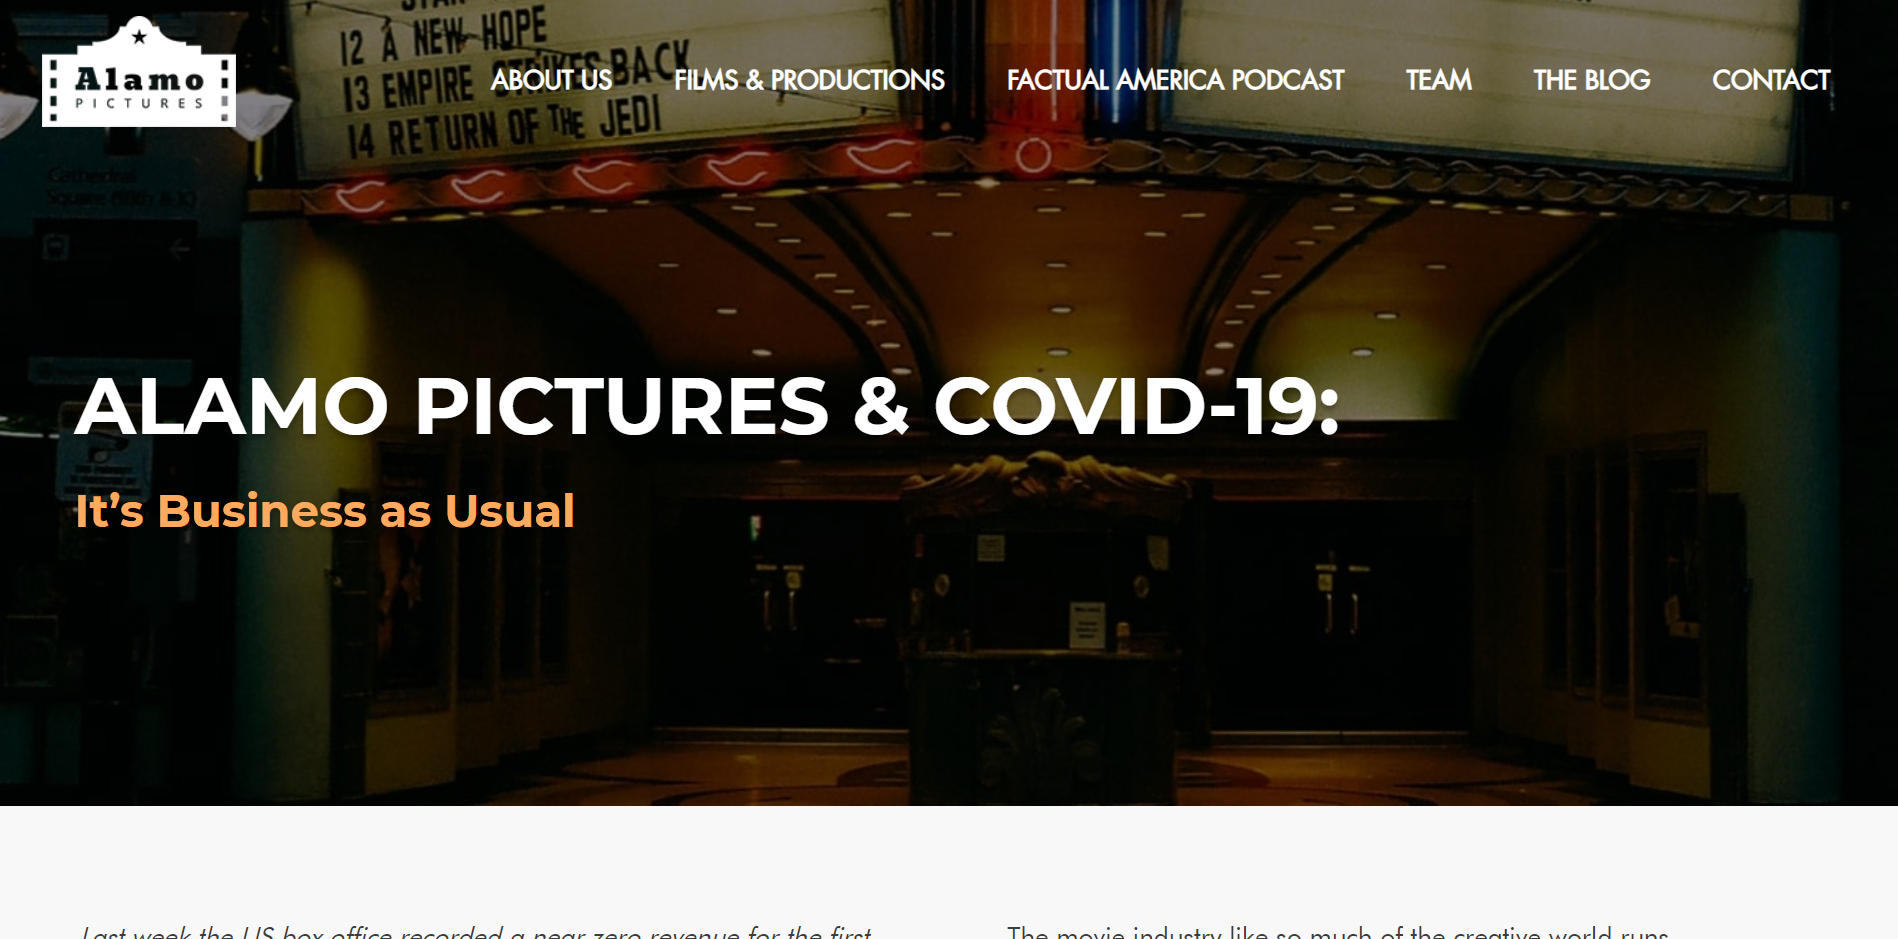 12 A NEW HOPE
13 EMPIRE STRIKES BACK
14 RETURN OF THE JEDI
Alamo
PICTURES
ABOUT US
FILMS & PRODUCTIONS
FACTUAL AMERICA PODCAST
TEAM
THE BLOG
CONTACT
Cathedral
Square
ALAMO PICTURES & COVID-19:
It’s Business as Usual
Last week the US box office recorded a near zero revenue for the first
The movie industry like so much of the creative world runs